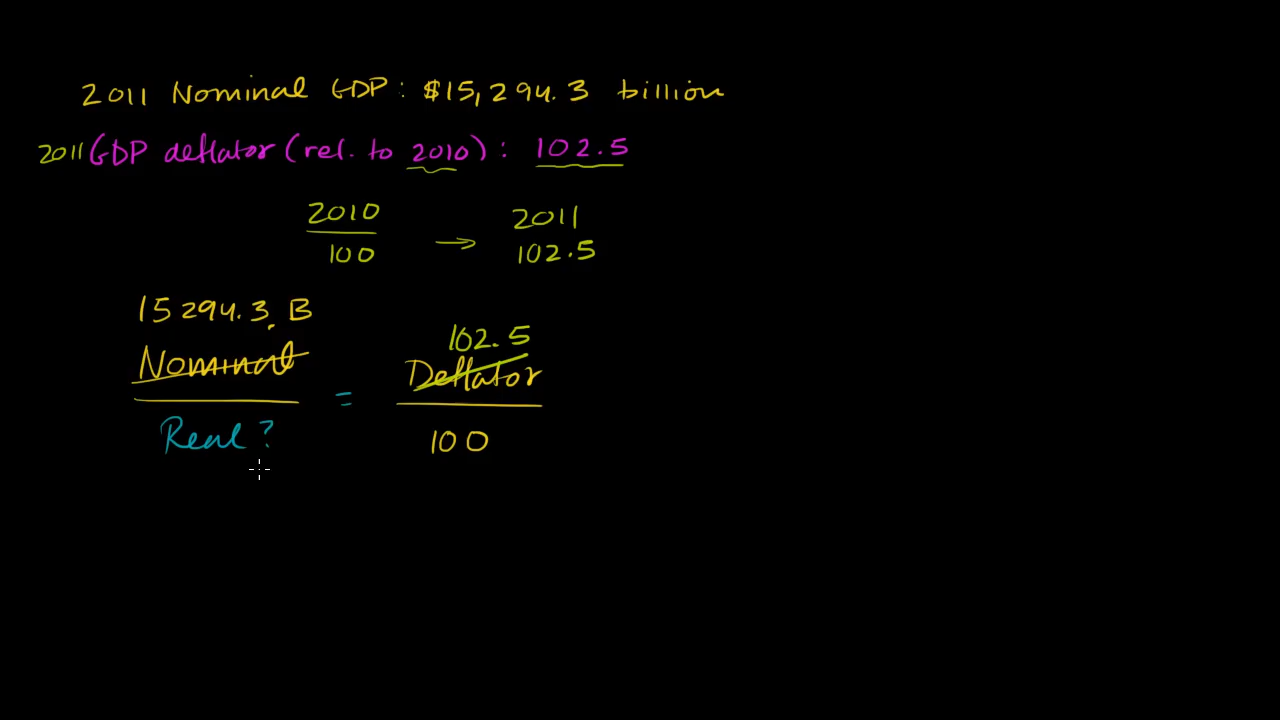 2011 Nominal GDP: $15,294.3 billion
2011 GDP deflator (rel. to 2010): 102.5
2010 → 2011
100 102.5
15294.3 B
Nominal = 102.5
Deflator
Real? 100